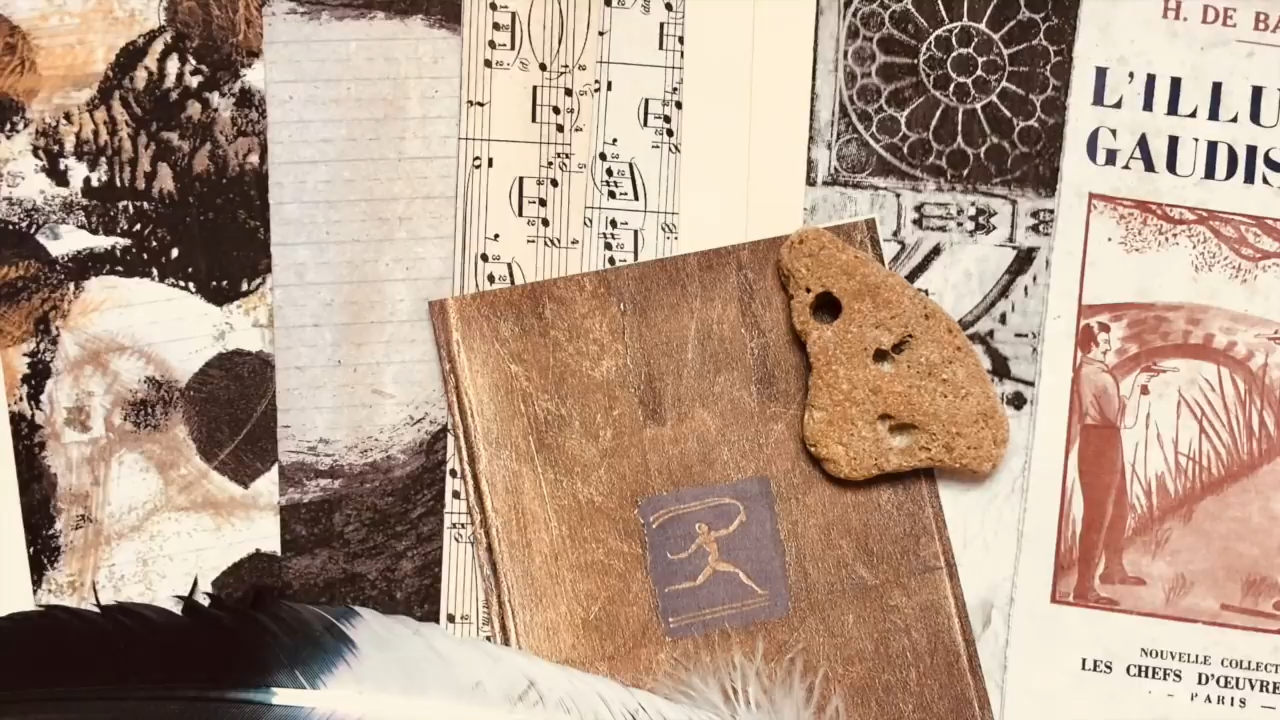 H. DE BA
L'ILLU
GAUDIS
NOUVELLE COLLECT
LES CHEFS D'ŒUVRE
— PARIS —